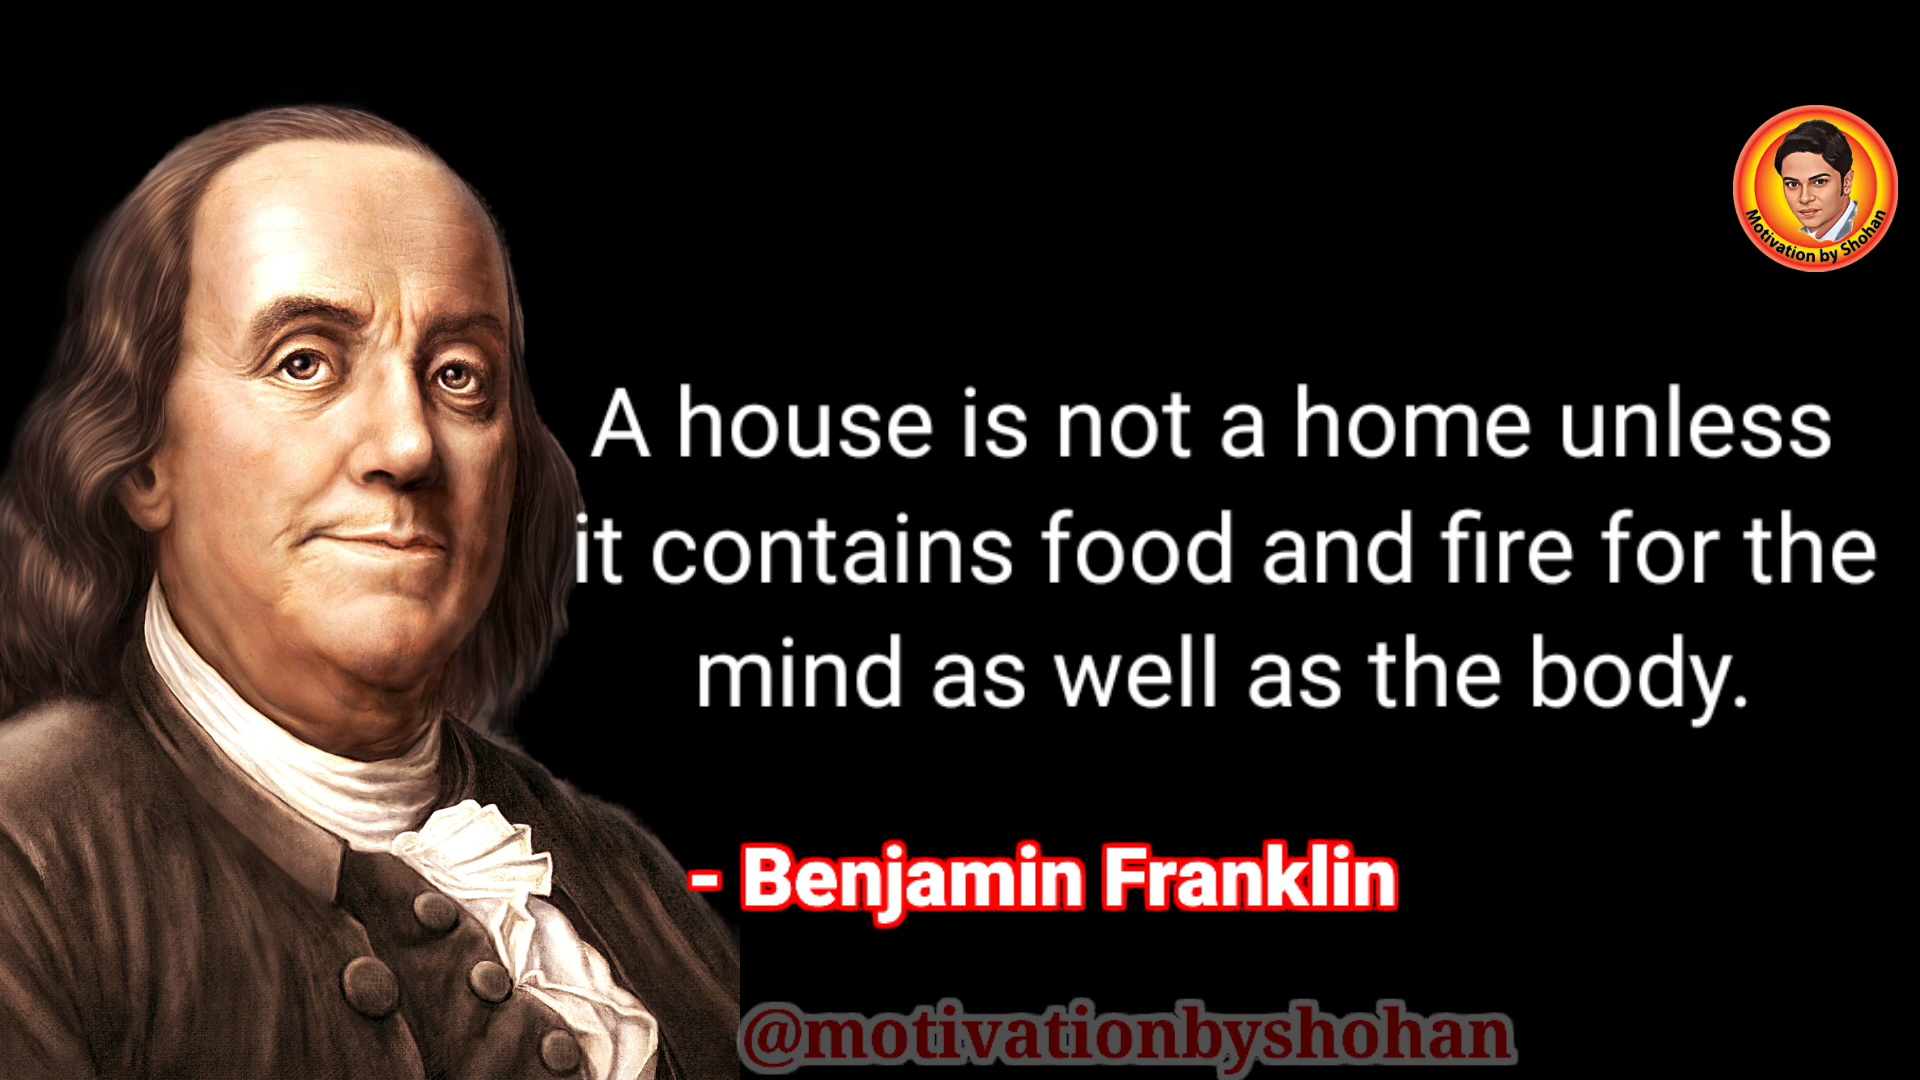 Motivation by Shohan
A house is not a home unless
it contains food and fire for the
mind as well as the body.
- Benjamin Franklin
@motivationbyshohan